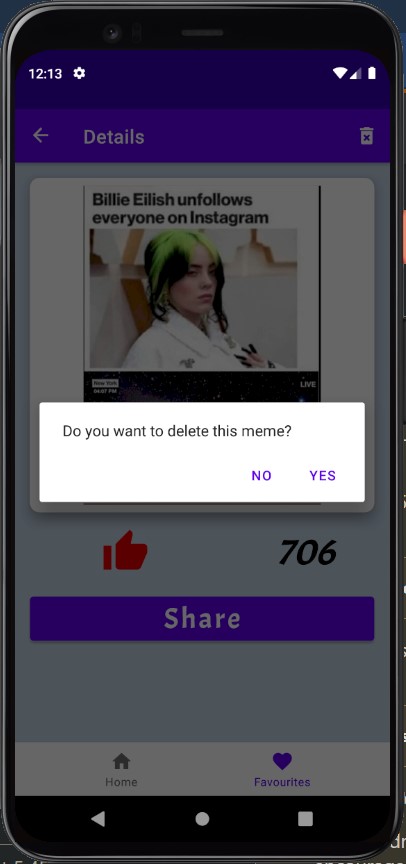 12:13
Details
Billie Eilish unfollows
everyone on Instagram
New York
04:07 PM
LIVE
Do you want to delete this meme?
NO
YES
706
Share
Home
Favourites